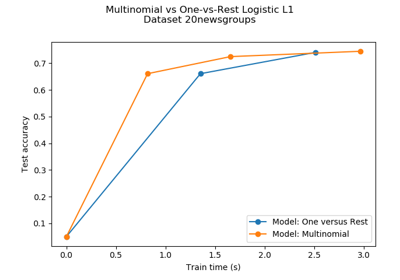 Multinomial vs One-vs-Rest Logistic L1
Dataset 20newsgroups
Test accuracy
0.7
0.6
0.5
0.4
0.3
0.2
0.1
Model: One versus Rest
Model: Multinomial
0.0 0.5 1.0 1.5 2.0 2.5 3.0
Train time (s)